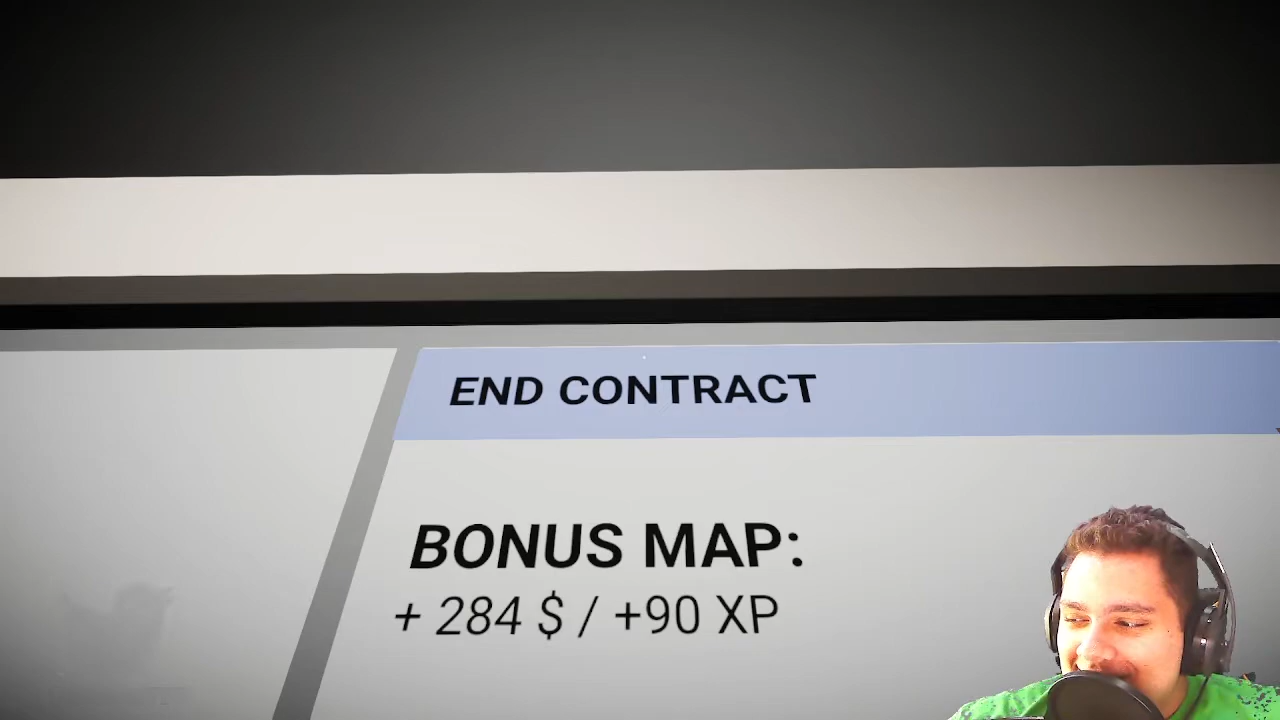 END CONTRACT
BONUS MAP:
+ 284 $ / +90 XP